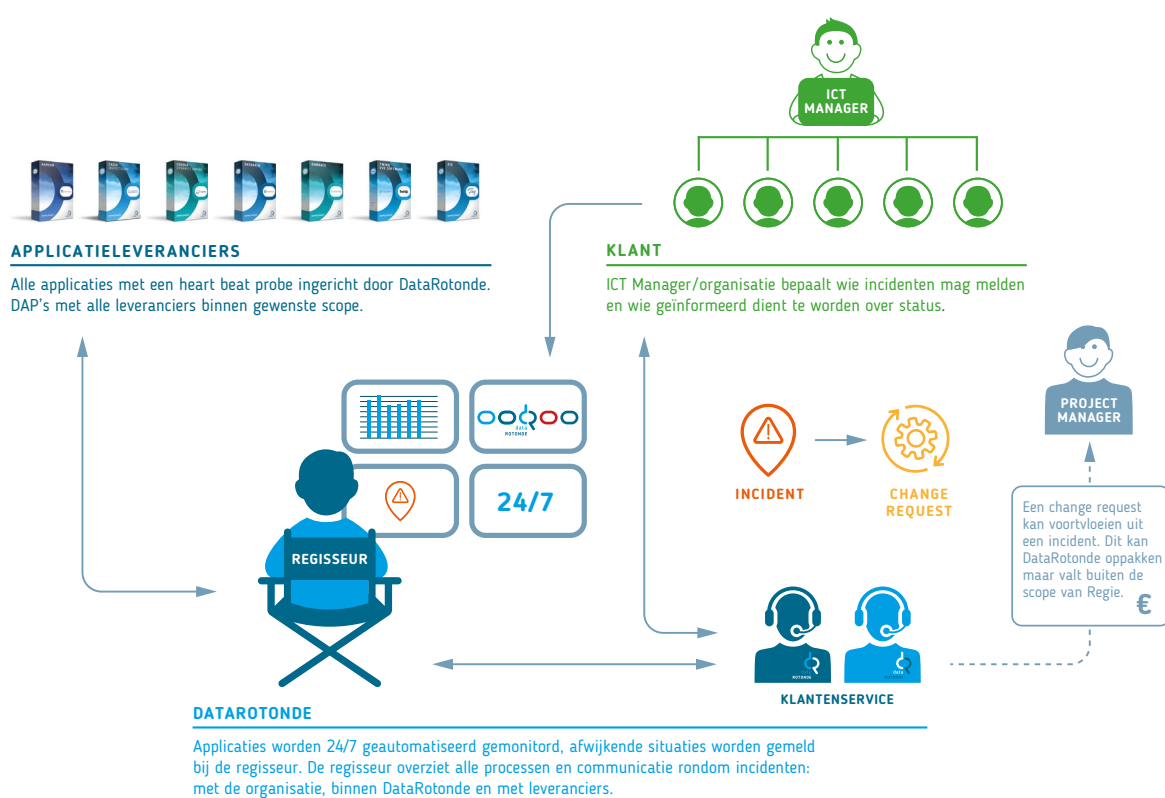 ICT
MANAGER
APPLICATIELEVERANCIERS
Alle applicaties met een heart beat probe ingericht door DataRotonde.
DAP's met alle leveranciers binnen gewenste scope.
KLANT
ICT Manager/organisatie bepaalt wie incidenten mag melden
en wie geïnformeerd dient te worden over status.
PROJECT
MANAGER
data
ROTONDE
24/7
REGISSEUR
INCIDENT
CHANGE
REQUEST
Een change request
kan voortvloeien uit
een incident. Dit kan
DataRotonde oppakken
maar valt buiten de
scope van Regie.
€
data
ROTONDE
data
KLANTENSERVICE
DATAROTONDE
Applicaties worden 24/7 geautomatiseerd gemonitord, afwijkende situaties worden gemeld
bij de regisseur. De regisseur overziet alle processen en communicatie rondom incidenten:
met de organisatie, binnen DataRotonde en met leveranciers.